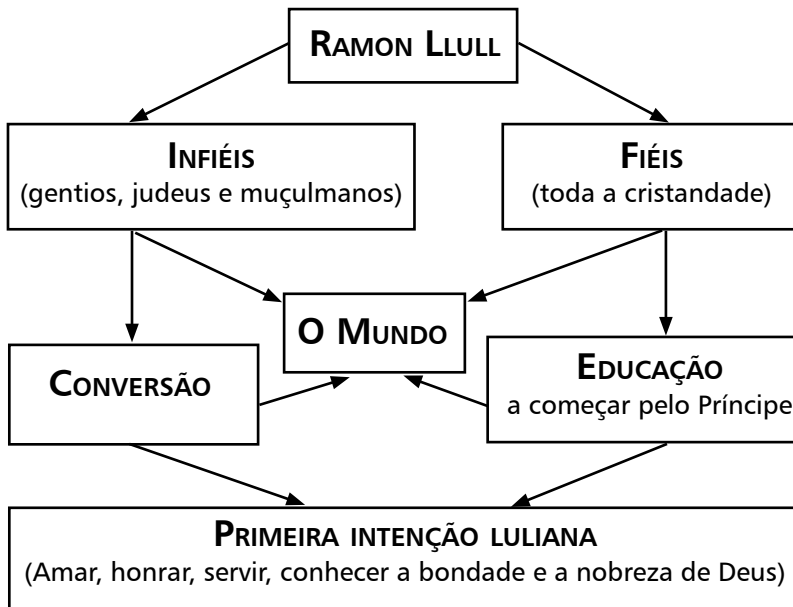 Ramon Llull
Infiéis
(gentios, judeus e muçulmanos)
Fiéis
(toda a cristandade)
O Mundo
Conversão
Educação
a começar pelo Príncipe
Primeira intenção luliana
(Amar, honrar, servir, conhecer a bondade e a nobreza de Deus)